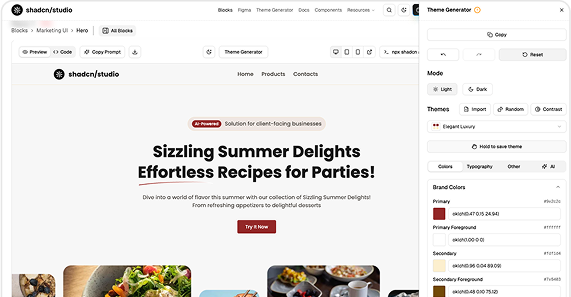 shadcn/studio
Blocks Figma Theme Generator Docs Components Resources
Blocks > Marketing UI > Hero All Blocks
Preview Code Copy Prompt Theme Generator npx shadcn
shadcn/studio Home Products Contacts
AI-Powered Solution for client-facing businesses
Sizzling Summer Delights
Effortless Recipes for Parties!
Dive into a world of flavor this summer with our collection of Sizzling Summer Delights!
From refreshing appetizers to delightful desserts
Try It Now
Theme Generator
Copy
Reset
Mode
Light Dark
Themes Import Random Contrast
Elegant Luxury
Hold to save theme
Colors Typography Other AI
Brand Colors
Primary
oklch(0.47 0.15 24.94)
Primary Foreground #ffffff
oklch(1.00 0 0)
Secondary
oklch(0.96 0.04 89.09)
Secondary Foreground
oklch(0.48 0.10 75.12)